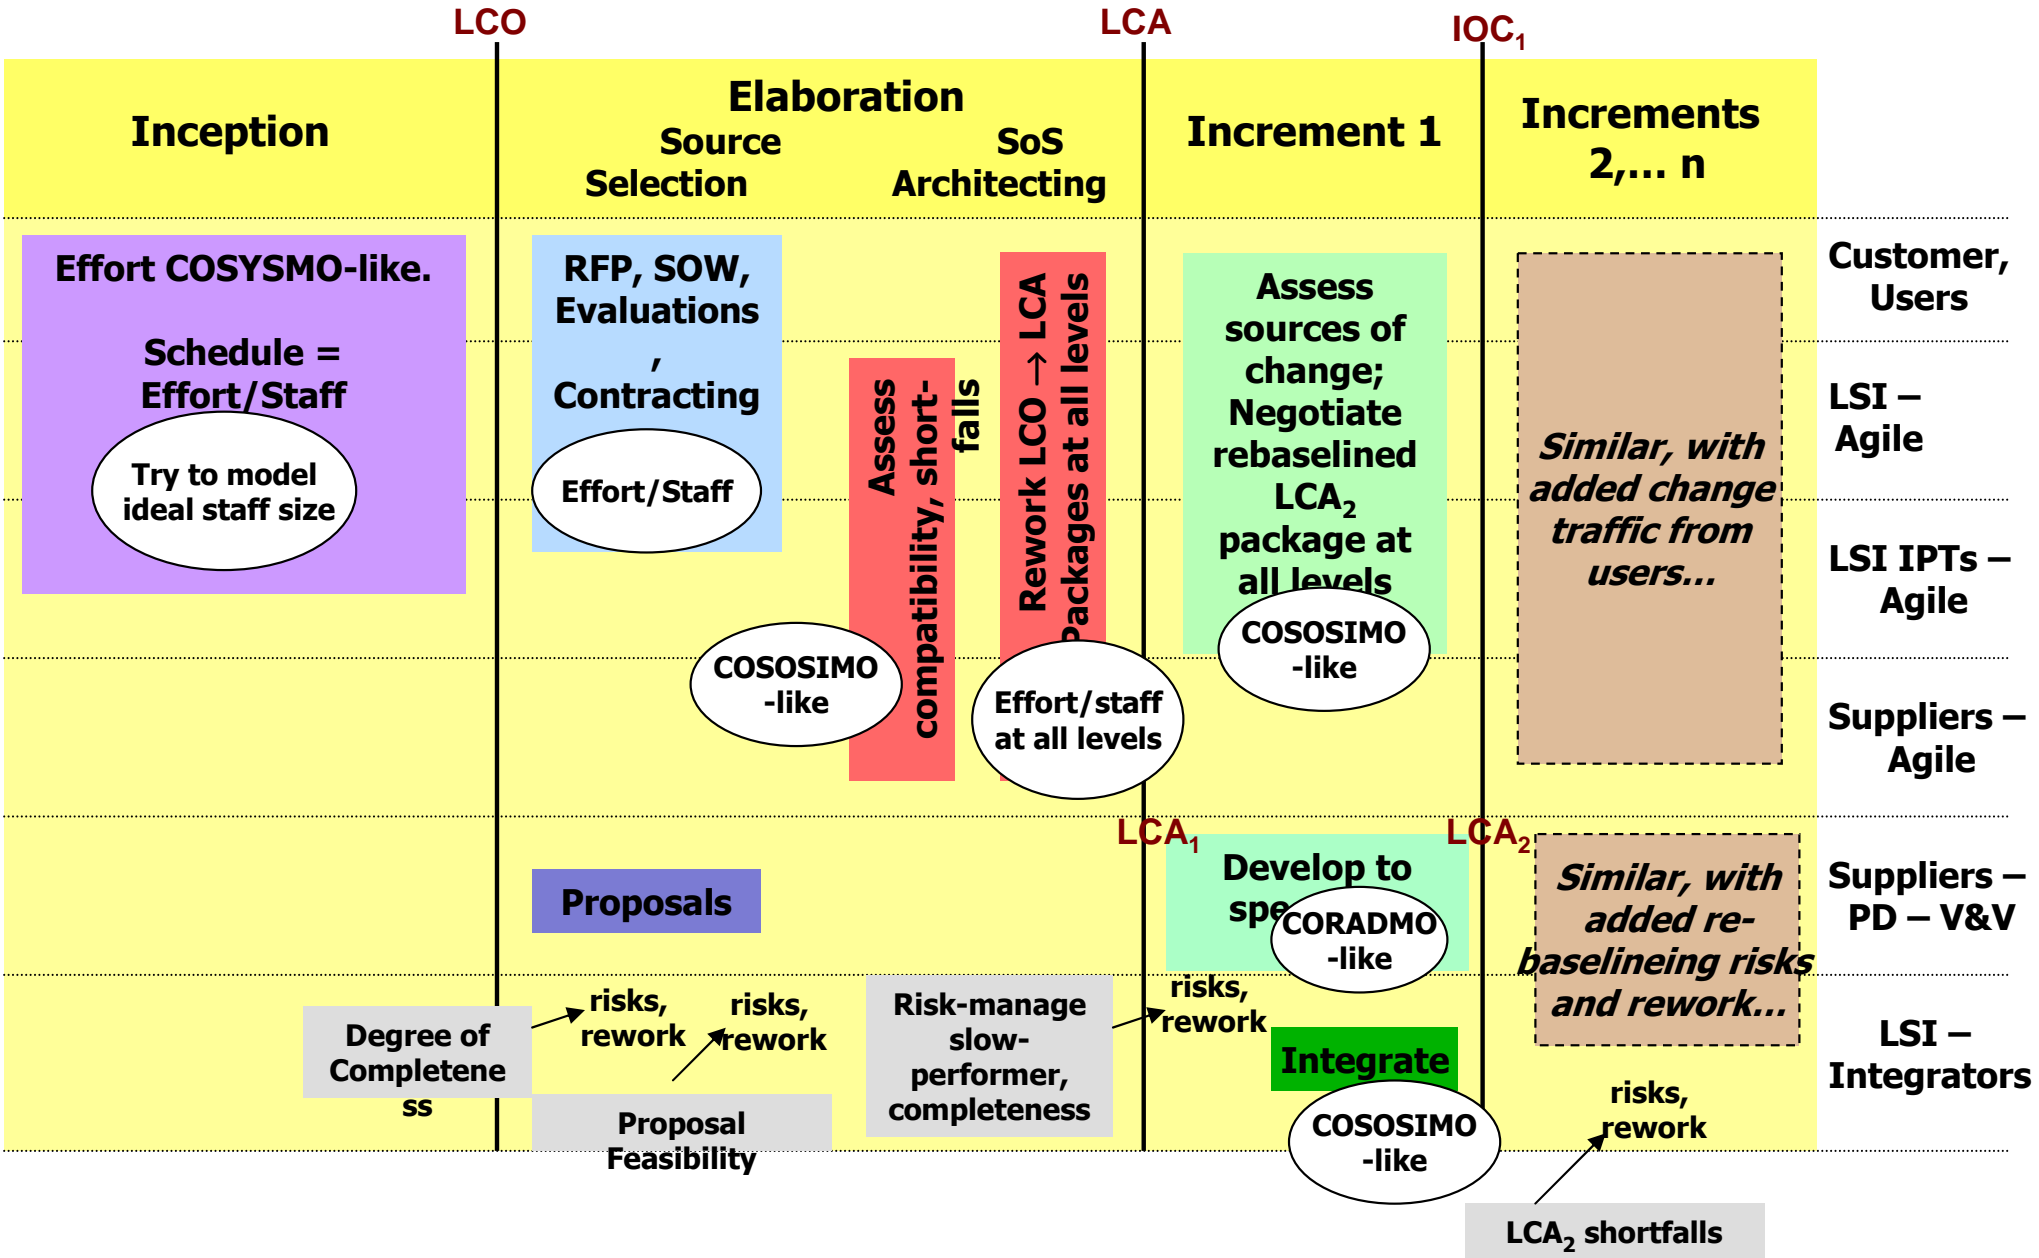 LCO
LCA
IOC1
Inception
Elaboration
Source
Selection
SoS
Architecting
Increment 1
Increments
2,... n
Effort COSYSMO-like.
Schedule =
Effort/Staff
Try to model
ideal staff size
RFP, SOW,
Evaluations
,
Contracting
Effort/Staff
Assess
compatibility, short-
falls
COSOSIMO
-like
Rework LCO → LCA
Packages at all levels
Effort/staff
at all levels
Assess
sources of
change;
Negotiate
rebaselined
LCA2
package at
all levels
COSOSIMO
-like
Similar, with
added change
traffic from
users...
Customer,
Users
LSI –
Agile
LSI IPTs –
Agile
Suppliers –
Agile
LCA1
LCA2
Proposals
Develop to
spe
CORADMO
-like
Similar, with
added re-
baselineing risks
and rework...
Suppliers –
PD – V&V
Degree of
Completene
ss
risks,
rework
risks,
rework
Proposal
Feasibility
Risk-manage
slow-
performer,
completeness
risks,
rework
Integrate
COSOSIMO
-like
risks,
rework
LCA2 shortfalls
LSI –
Integrators